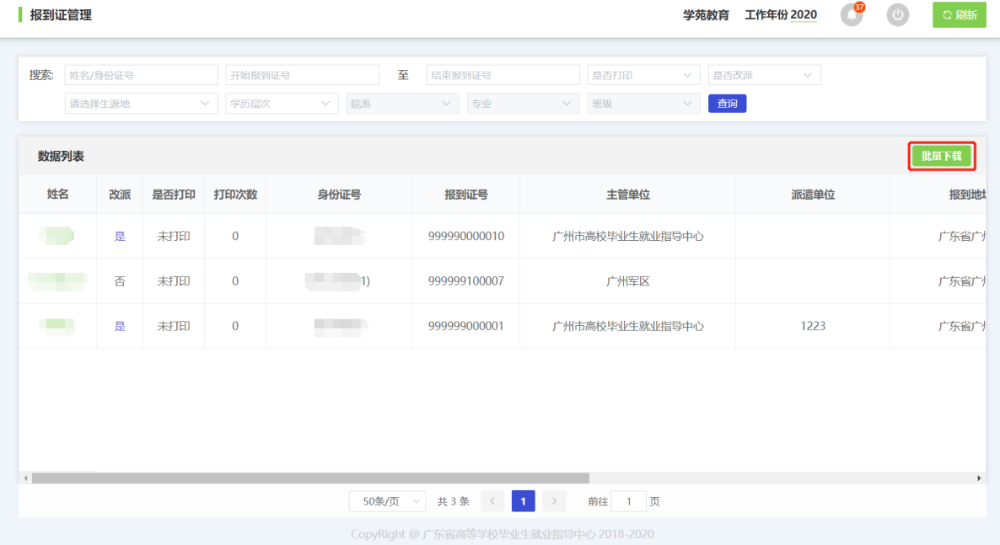 报到证管理 学苑教育 工作年份 2020 37 刷新
搜索: 姓名/身份证号 开始报到证号 至 结束报到证号 是否打印 是否改派
请选择生源地 学历层次 院系 专业 班级 查询
数据列表 批量下载
姓名 改派 是否打印 打印次数 身份证号 报到证号 主管单位 派遣单位 报到地
是 未打印 0 999990000010 广州市高校毕业生就业指导中心 广东省广
否 未打印 0 1) 999999100007 广州军区 广东省广
是 未打印 0 999999000001 广州市高校毕业生就业指导中心 1223 广东省广
50条/页 共 3 条 1 前往 1 页
CopyRight @ 广东省高等学校毕业生就业指导中心 2018-2020